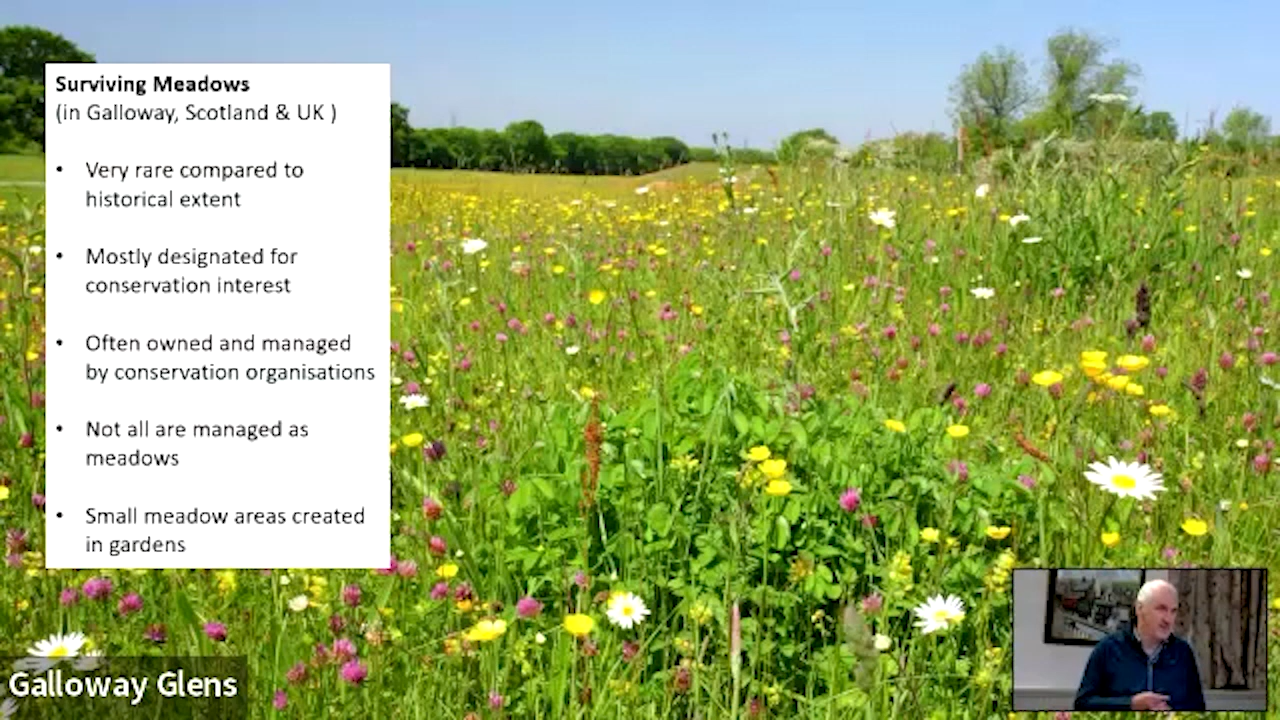 Surviving Meadows
(in Galloway, Scotland & UK )
• Very rare compared to
historical extent
• Mostly designated for
conservation interest
• Often owned and managed
by conservation organisations
• Not all are managed as
meadows
• Small meadow areas created
in gardens
Galloway Glens